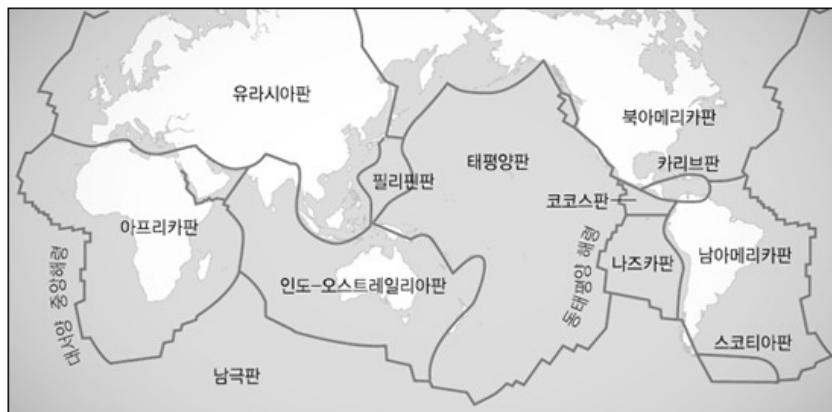 유라시아판
북아메리카판
태평양판
카리브판
필리핀판
코코스판
아프리카판
나즈카판
남아메리카판
인도-오스트레일리아판
대서양 중앙해령
동태평양 해령
스코티아판
남극판